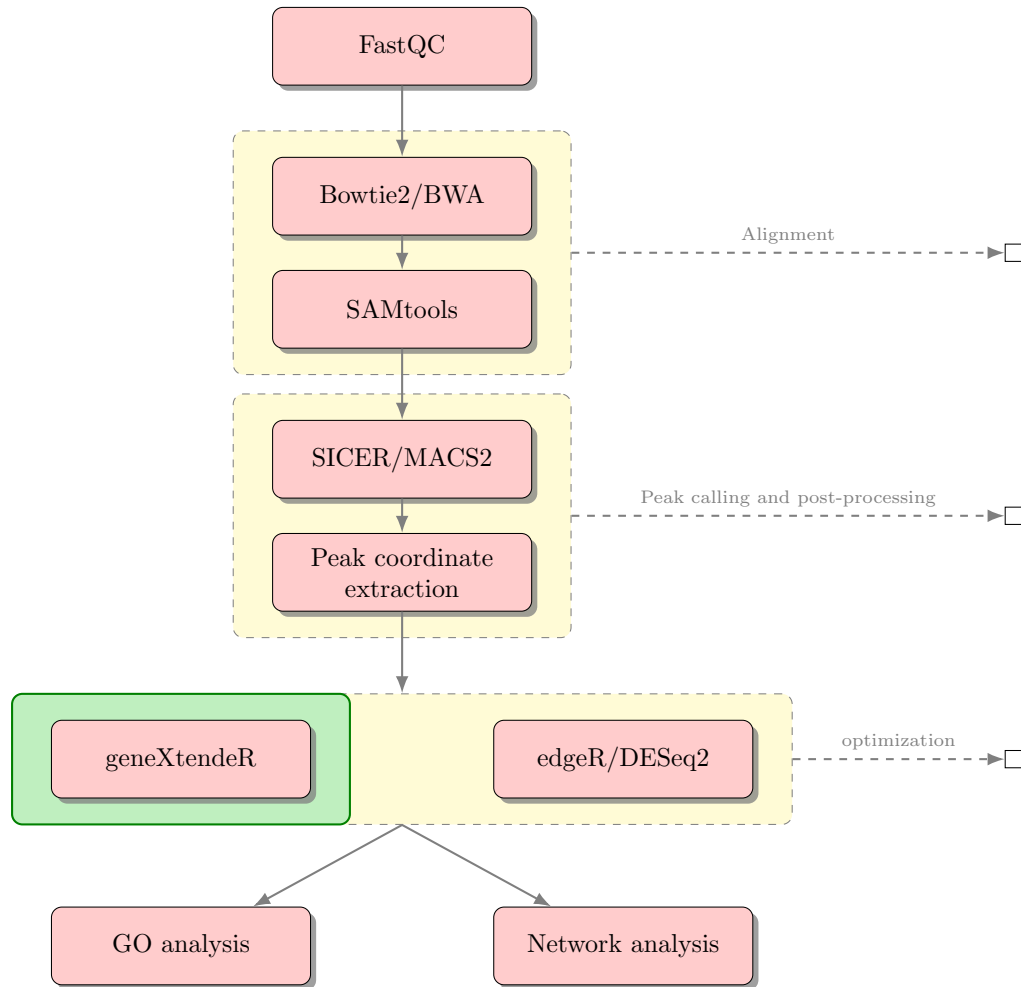 FastQC
Bowtie2/BWA
Alignment
SAMtools
SICER/MACS2
Peak calling and post-processing
Peak coordinate
extraction
geneXtendeR
edgeR/DESeq2
optimization
GO analysis
Network analysis